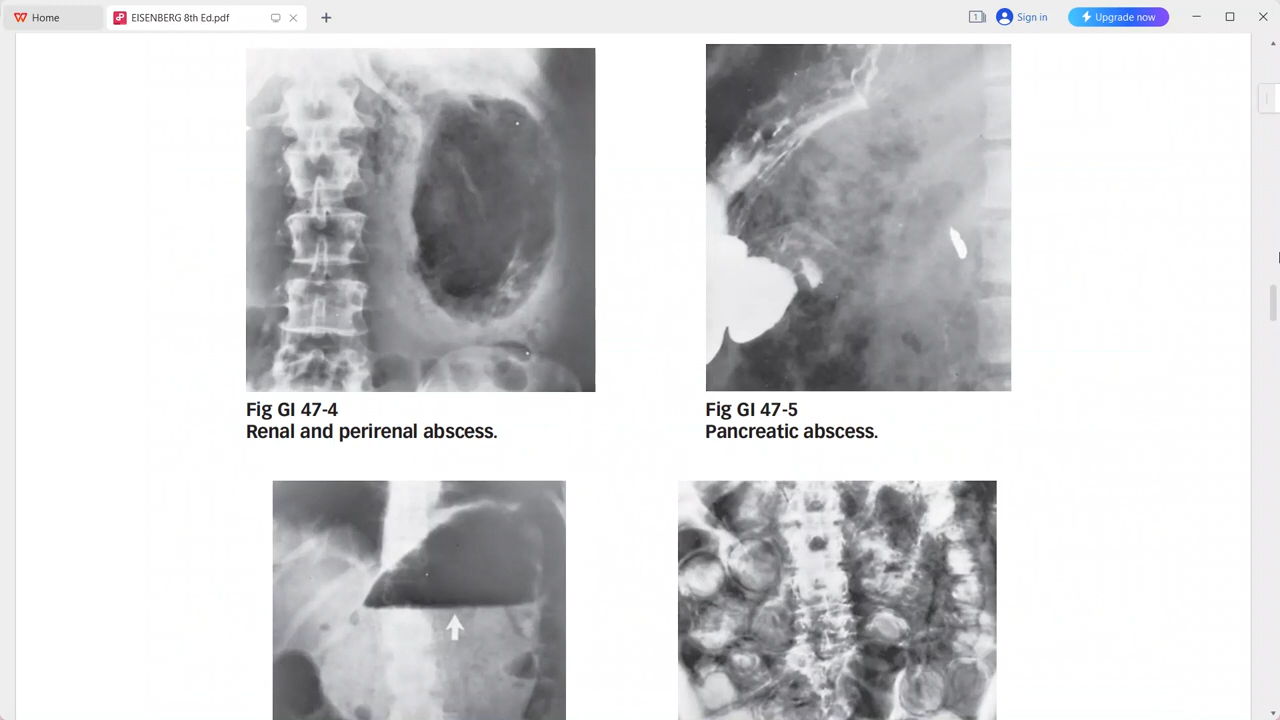 Home
EISENBERG 8th Ed.pdf
1
Sign in
Upgrade now
Fig GI 47-4
Renal and perirenal abscess.
Fig GI 47-5
Pancreatic abscess.